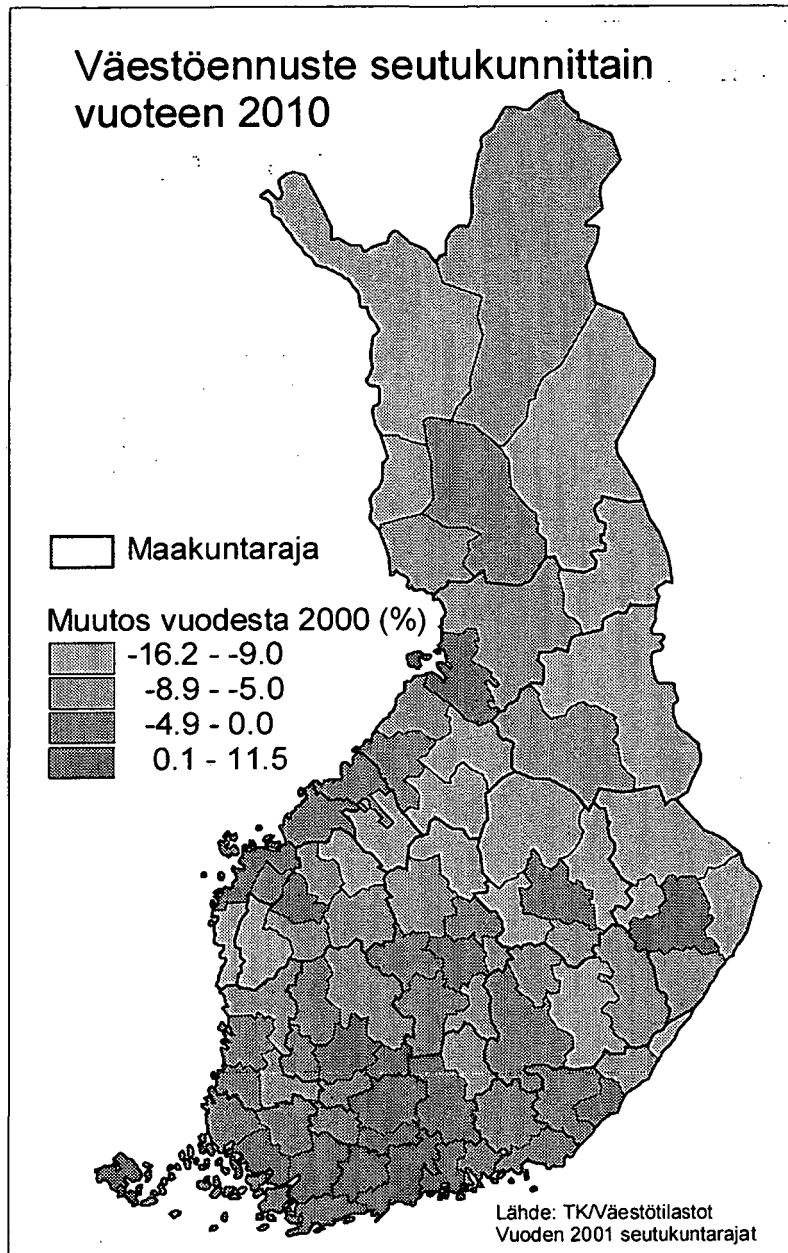 Väestöennuste seutukunnittain
vuoteen 2010
Maakuntaraja
Muutos vuodesta 2000 (%)
-16.2 - -9.0
-8.9 - -5.0
-4.9 - 0.0
0.1 - 11.5
Lähde: TK/Väestötilastot
Vuoden 2001 seutukuntarajat